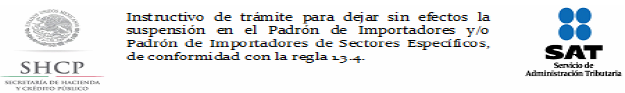 Instructivo de trámite para dejar sin efectos la
suspensión en el Padrón de Importadores y/o
Padrón de Importadores de Sectores Específicos,
de conformidad con la regla 1.3.4.
SHCP
SECRETARÍA DE HACIENDA
Y CRÉDITO PÚBLICO
SAT
Servicio de
Administración Tributaria